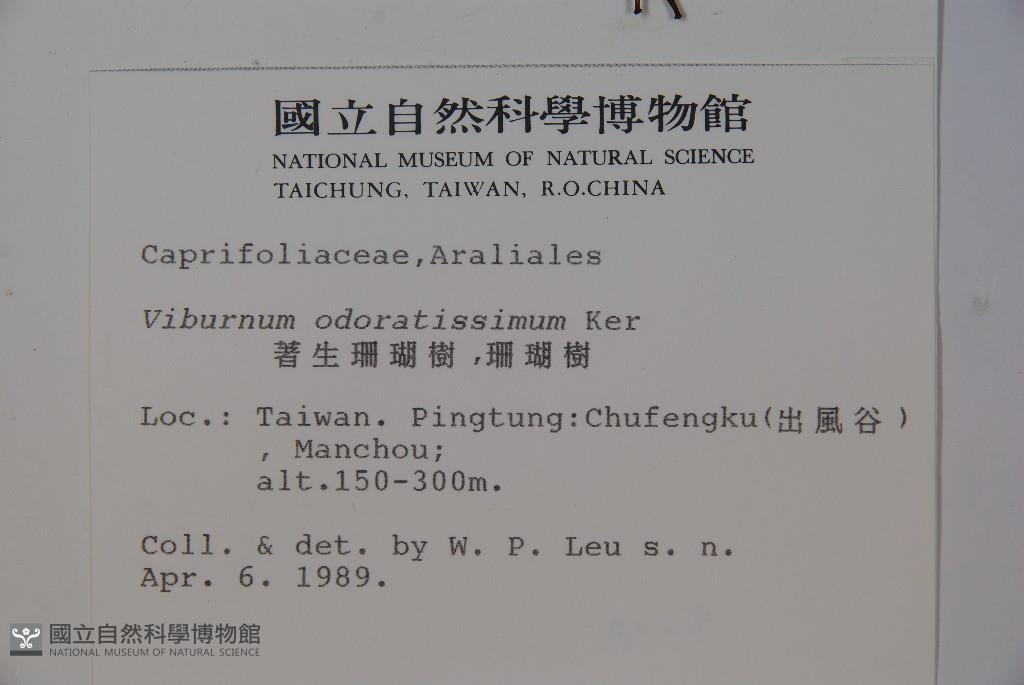 國立自然科學博物館
NATIONAL MUSEUM OF NATURAL SCIENCE
TAICHUNG, TAIWAN, R.O.CHINA
Caprifoliaceae,Araliales
Viburnum odoratissimum Ker
著生珊瑚樹,珊瑚樹
Loc.: Taiwan. Pingtung:Chufengku(出風谷)
, Manchou;
alt.150-300m.
Coll. & det. by W. P. Leu s. n.
Apr. 6. 1989.
國立自然科學博物館
NATIONAL MUSEUM OF NATURAL SCIENCE